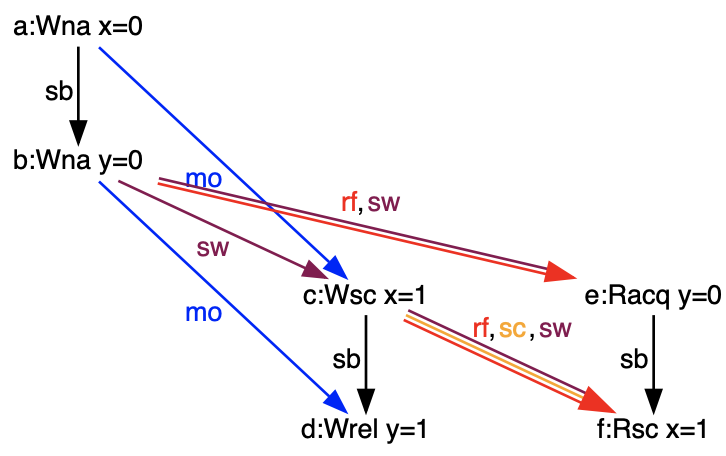 a:Wna x=0
sb
b:Wna y=0
mo
rf,sw
sw
mo
c:Wsc x=1
e:Racq y=0
rf,sc,sw
sb
sb
d:Wrel y=1
f:Rsc x=1